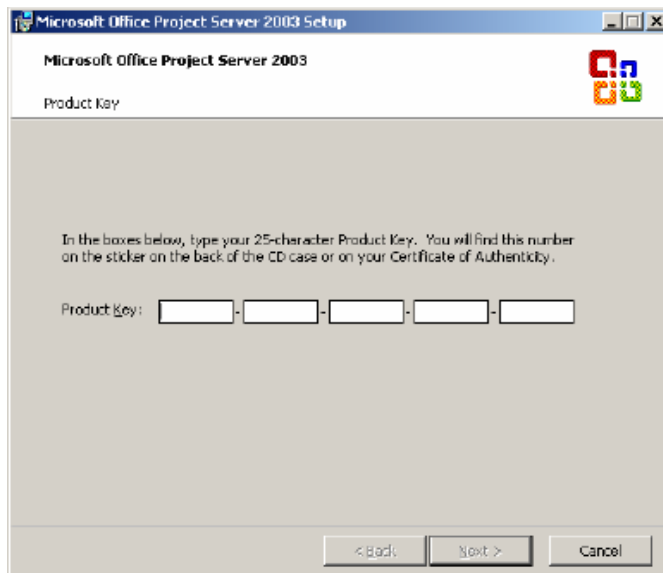 Microsoft Office Project Server 2003 Setup
Microsoft Office Project Server 2003
Product Key
In the boxes below, type your 25-character Product Key. You will find this number
on the sticker on the back of the CD case or on your Certificate of Authenticity.
Product Key: - - - -
< Back Next > Cancel